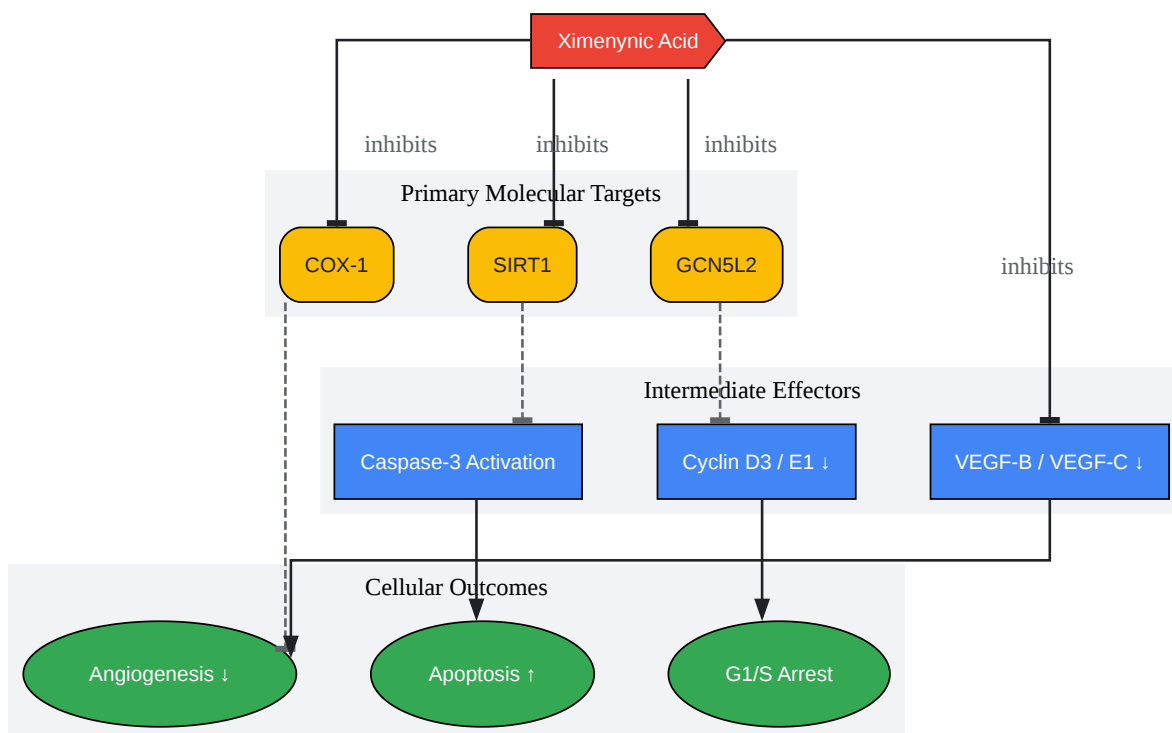 Ximenynic Acid
inhibits
inhibits
inhibits
Primary Molecular Targets
COX-1
SIRT1
GCN5L2
inhibits
Intermediate Effectors
Caspase-3 Activation
Cyclin D3 / E1 ↓
VEGF-B / VEGF-C ↓
Cellular Outcomes
Angiogenesis ↓
Apoptosis ↑
G1/S Arrest